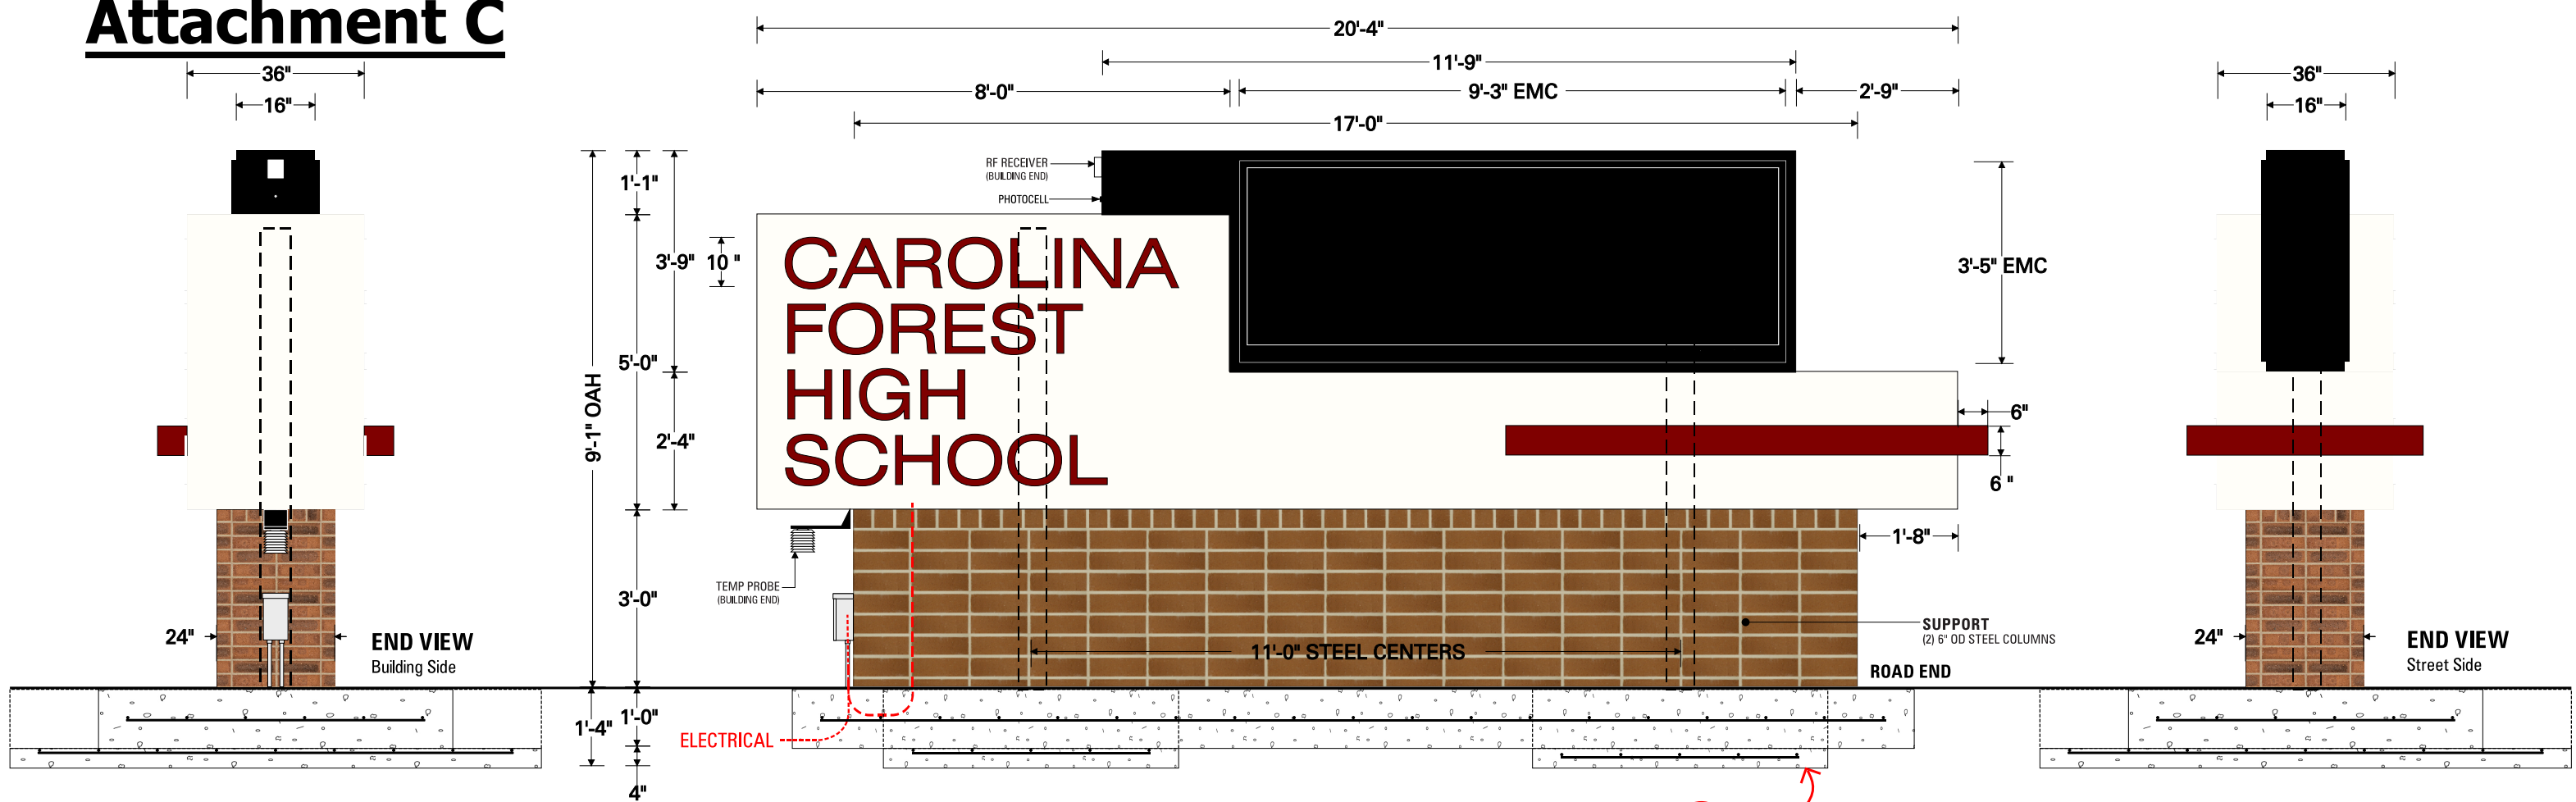 Attachment C
36"
16"
20'-4"
11'-9"
8'-0"
9'-3" EMC
2'-9"
17'-0"
36"
16"
RF RECEIVER
(BUILDING END)
PHOTOCELL
1'-1"
3'-9"
10 "
5'-0"
9'-1" OAH
2'-4"
3'-0"
CAROLINA
FOREST
HIGH
SCHOOL
3'-5" EMC
6"
6 "
1'-8"
TEMP PROBE
(BUILDING END)
24"
END VIEW
Building Side
11'-0" STEEL CENTERS
SUPPORT
(2) 6" OD STEEL COLUMNS
ROAD END
24"
END VIEW
Street Side
1'-4"
1'-0"
4"
ELECTRICAL